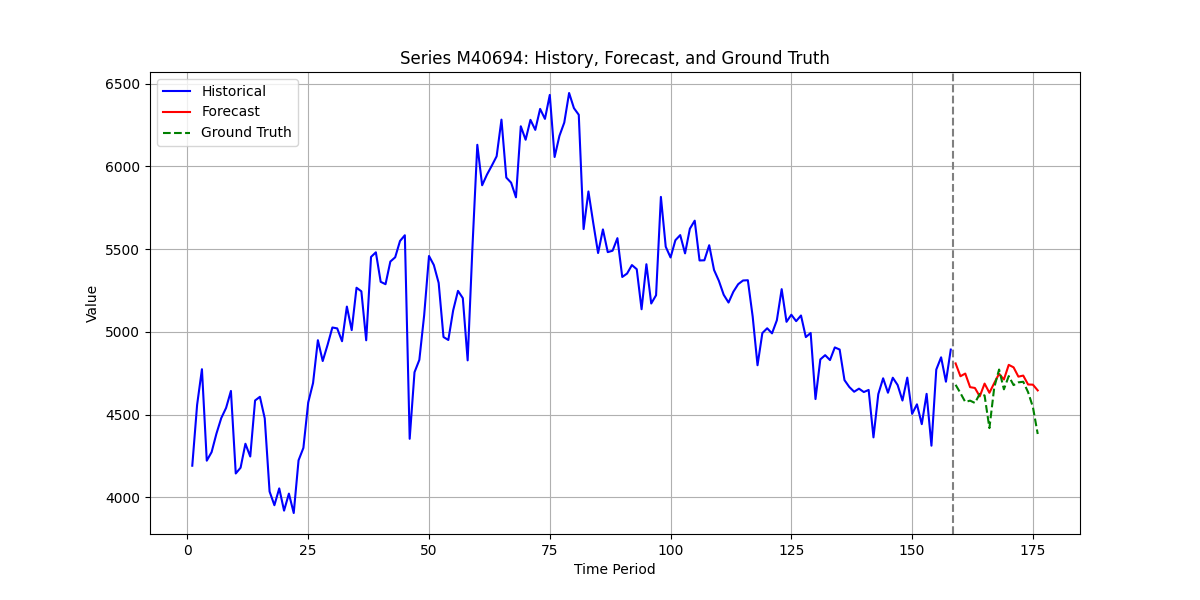 Series M40694: History, Forecast, and Ground Truth
Historical
Forecast
Ground Truth
6500
6000
5500
5000
4500
4000
Value
0 25 50 75 100 125 150 175
Time Period